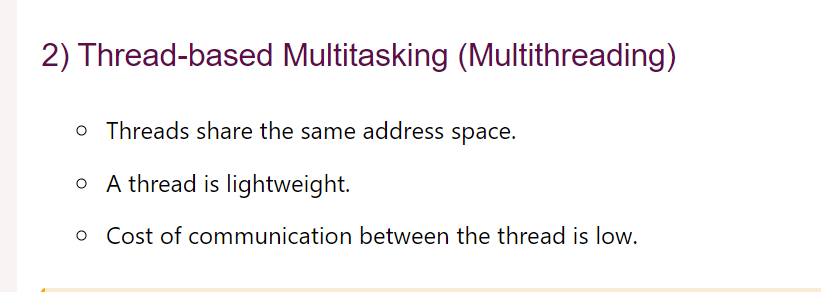 2) Thread-based Multitasking (Multithreading)
Threads share the same address space.
A thread is lightweight.
Cost of communication between the thread is low.